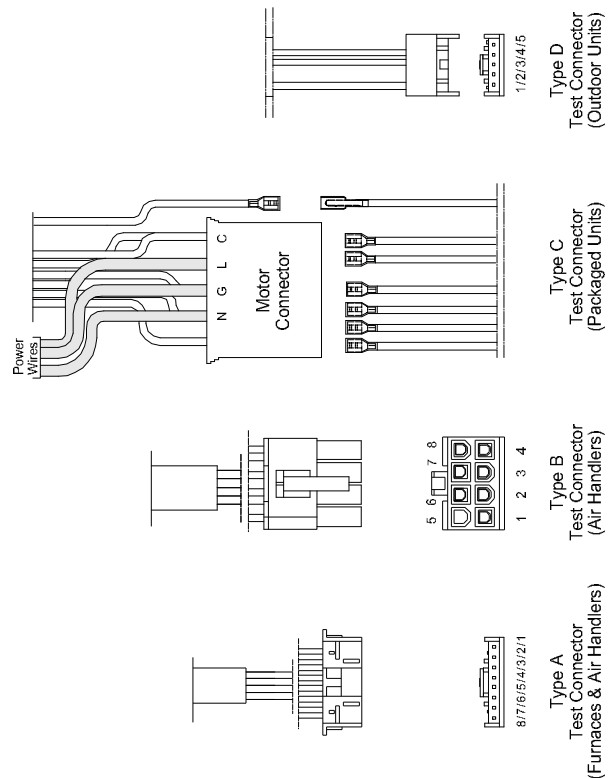 8/7/6/5/4/3/2/1
Type A
Test Connector
(Furnaces & Air Handlers)
5 6 7 8
1 2 3 4
Type B
Test Connector
(Air Handlers)
Power
Wires
N G L C
Motor
Connector
Type C
Test Connector
(Packaged Units)
1/2/3/4/5
Type D
Test Connector
(Outdoor Units)